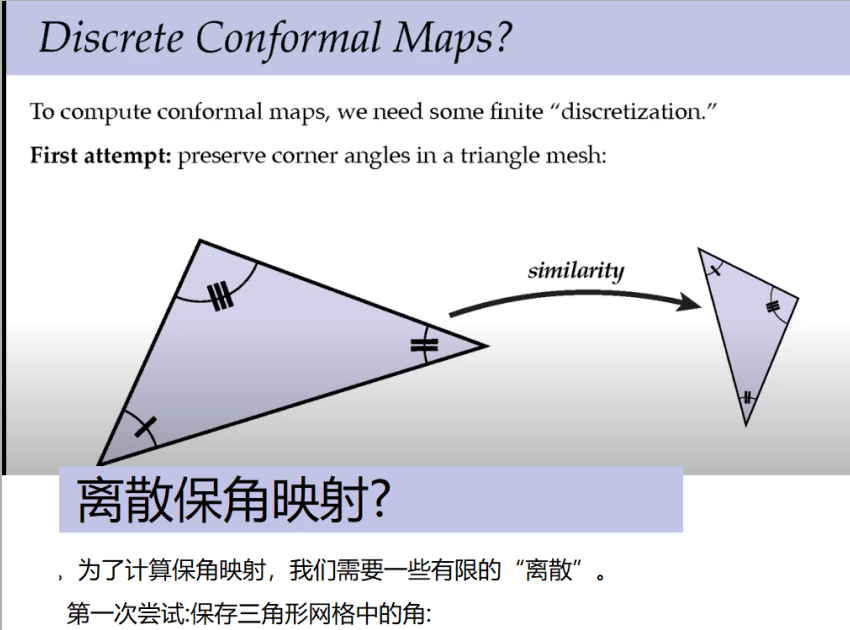 Discrete Conformal Maps?
To compute conformal maps, we need some finite “discretization.”
First attempt: preserve corner angles in a triangle mesh:
similarity
离散保角映射?
、为了计算保角映射，我们需要一些有限的“离散”。
第一次尝试:保存三角形网格中的角: